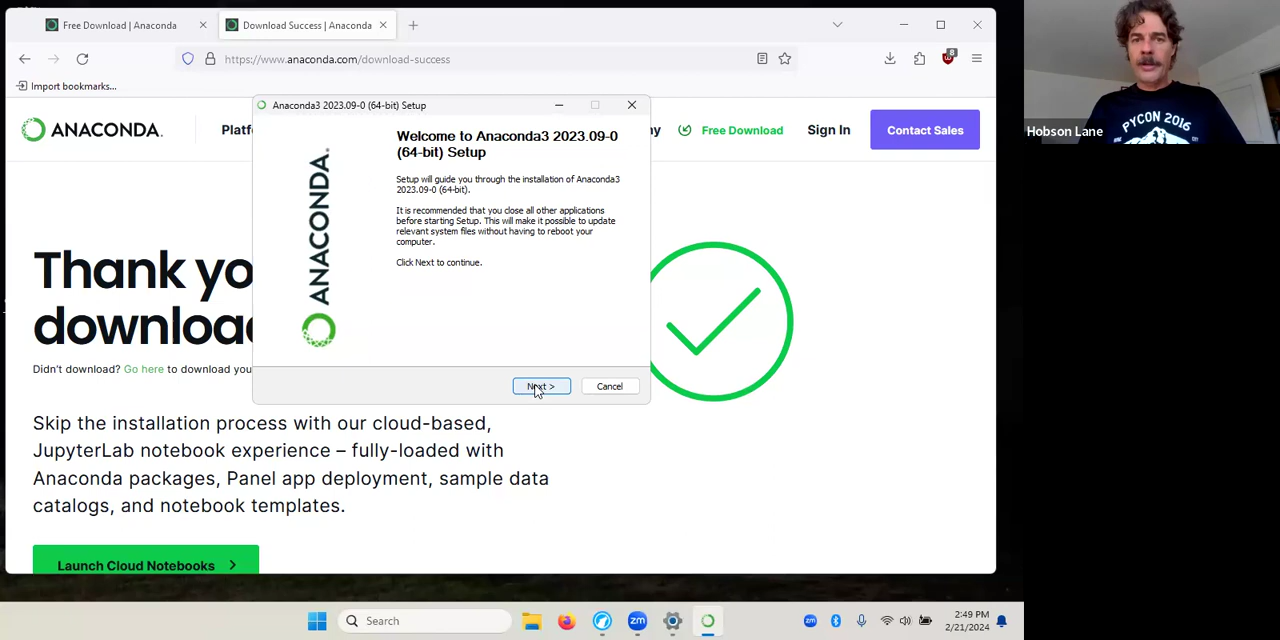 Free Download | Anaconda
Download Success | Anaconda
https://www.anaconda.com/download-success
8
Import bookmarks...
ANACONDA.
Platf
ny
Free Download
Sign In
Contact Sales
Anaconda3 2023.09-0 (64-bit) Setup
Welcome to Anaconda3 2023.09-0
(64-bit) Setup
Setup will guide you through the installation of Anaconda3
2023.09-0 (64-bit).
It is recommended that you close all other applications
before starting Setup. This will make it possible to update
relevant system files without having to reboot your
computer.
Click Next to continue.
ANACONDA.
Next >
Cancel
Thank yo
downloa
Didn't download? Go here to download you
Skip the installation process with our cloud-based,
JupyterLab notebook experience – fully-loaded with
Anaconda packages, Panel app deployment, sample data
catalogs, and notebook templates.
Launch Cloud Notebooks
Search
zm
zm
2:49 PM
2/21/2024
Hobson Lane
PYCON 2016